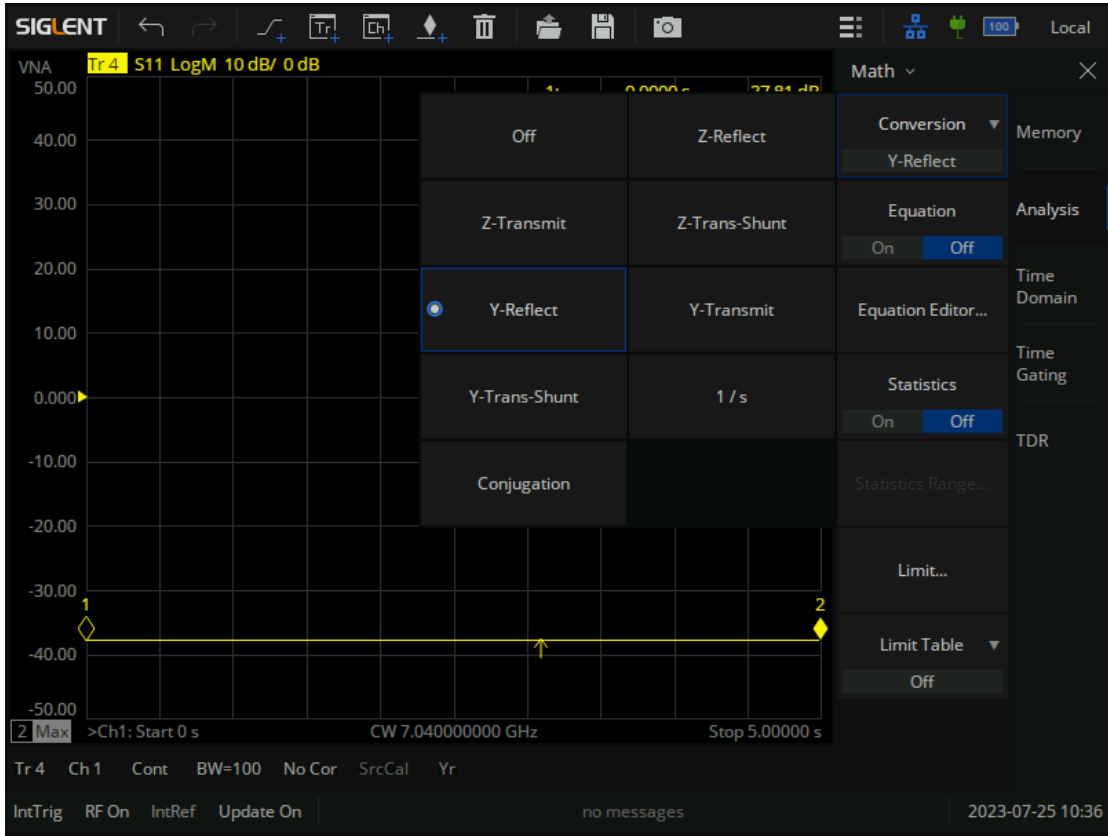 SIGLENT Tr Ch 100 Local
VNA Tr 4 S11 LogM 10 dB/ 0 dB
Math
50.00
40.00
30.00
20.00
10.00
0.000
-10.00
-20.00
-30.00
-40.00
-50.00
1
2
Off Z-Reflect
Z-Transmit Z-Trans-Shunt
Y-Reflect Y-Transmit
Y-Trans-Shunt 1 / s
Conjugation
Conversion
Y-Reflect
Equation
On Off
Equation Editor...
Statistics
On Off
Statistics Range...
Limit...
Limit Table
Off
Memory
Analysis
Time
Domain
Time
Gating
TDR
2 Max >Ch1: Start 0 s CW 7.040000000 GHz Stop 5.00000 s
Tr 4 Ch 1 Cont BW=100 No Cor SrcCal Yr
IntTrig RF On IntRef Update On no messages 2023-07-25 10:36